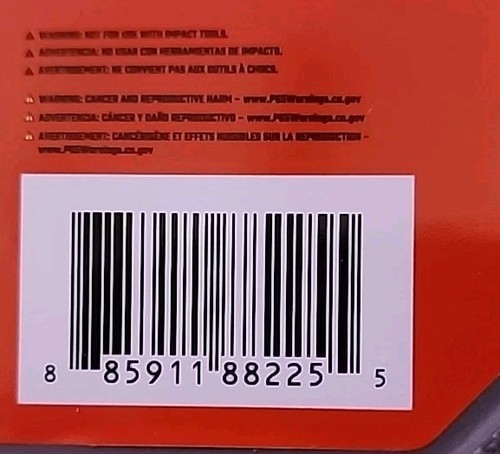 WARNING: NOT FOR USE WITH IMPACT TOOLS.
ADVERTENCIA: NO USAR CON HERRAMIENTAS DE IMPACTO.
AVERTISSEMENT: NE CONVIENT PAS AUX OUTILS À CHOCS.
WARNING: CANCER AND REPRODUCTIVE HARM - www.P65Warnings.ca.gov
ADVERTENCIA: CÁNCER Y DAÑO REPRODUCTIVO - www.P65Warnings.ca.gov
AVERTISSEMENT: CANCÉRIGÈNE ET EFFETS NUISIBLES SUR LA REPRODUCTION -
www.P65Warnings.ca.gov
8 85911 88225 5